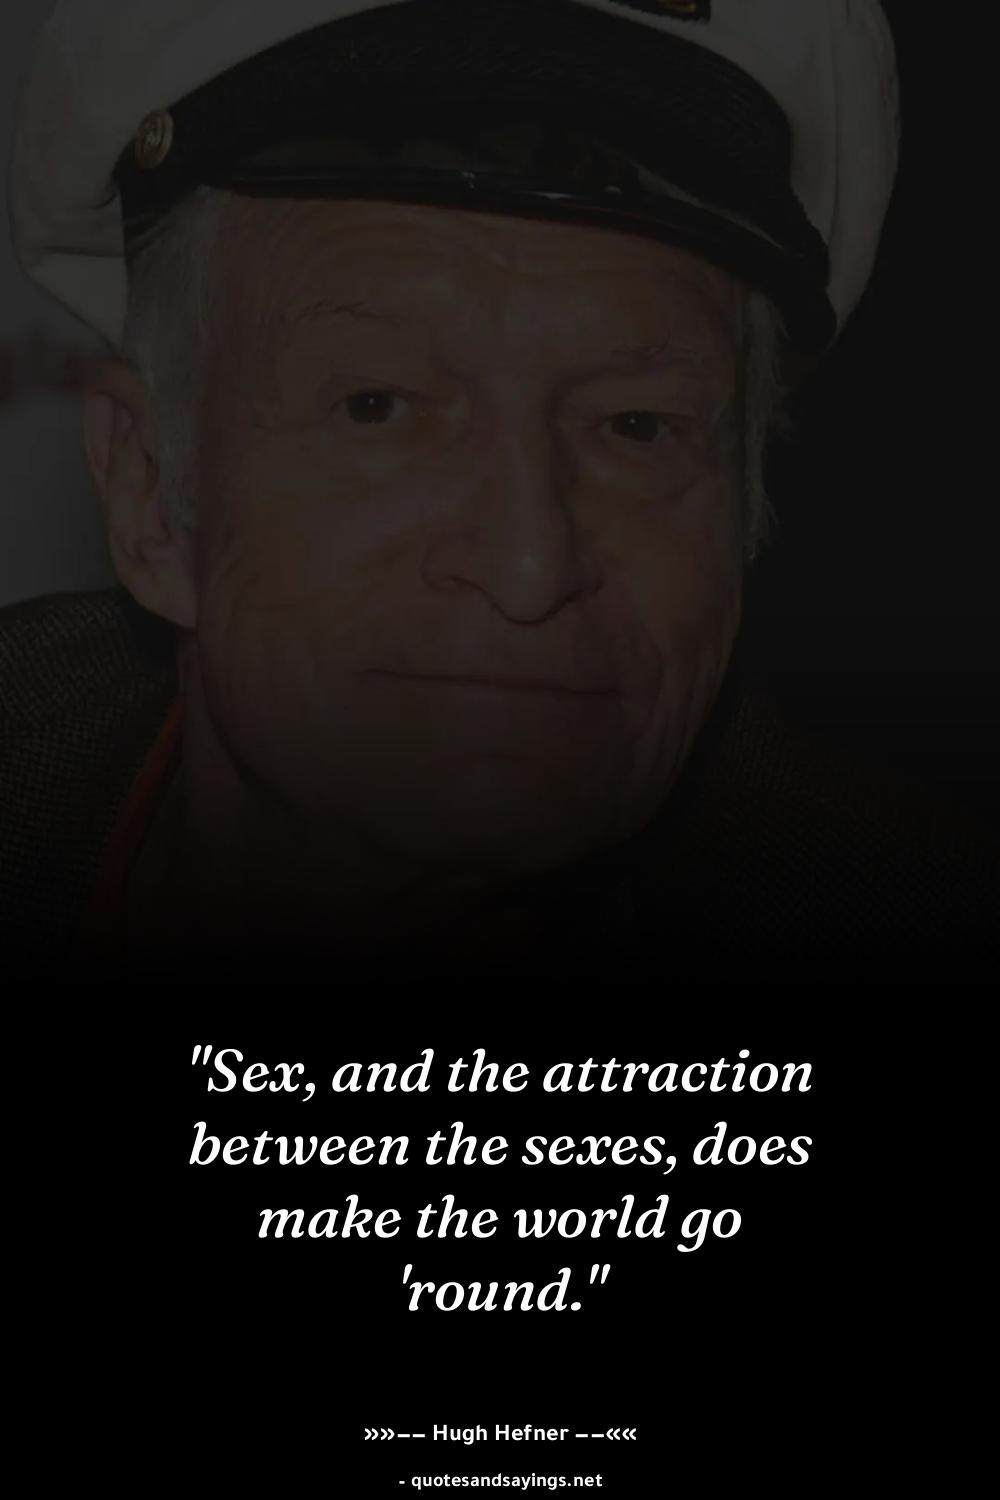 "Sex, and the attraction
between the sexes, does
make the world go
'round."
»»−− Hugh Hefner −−««
- quotesandsayings.net